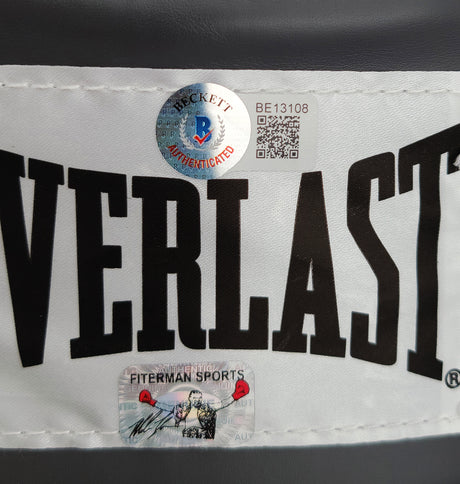 BECKETT
B
AUTHENTICATED
BE13108
VERLAST
®
AUTHENTIC
FITERMAN SPORTS